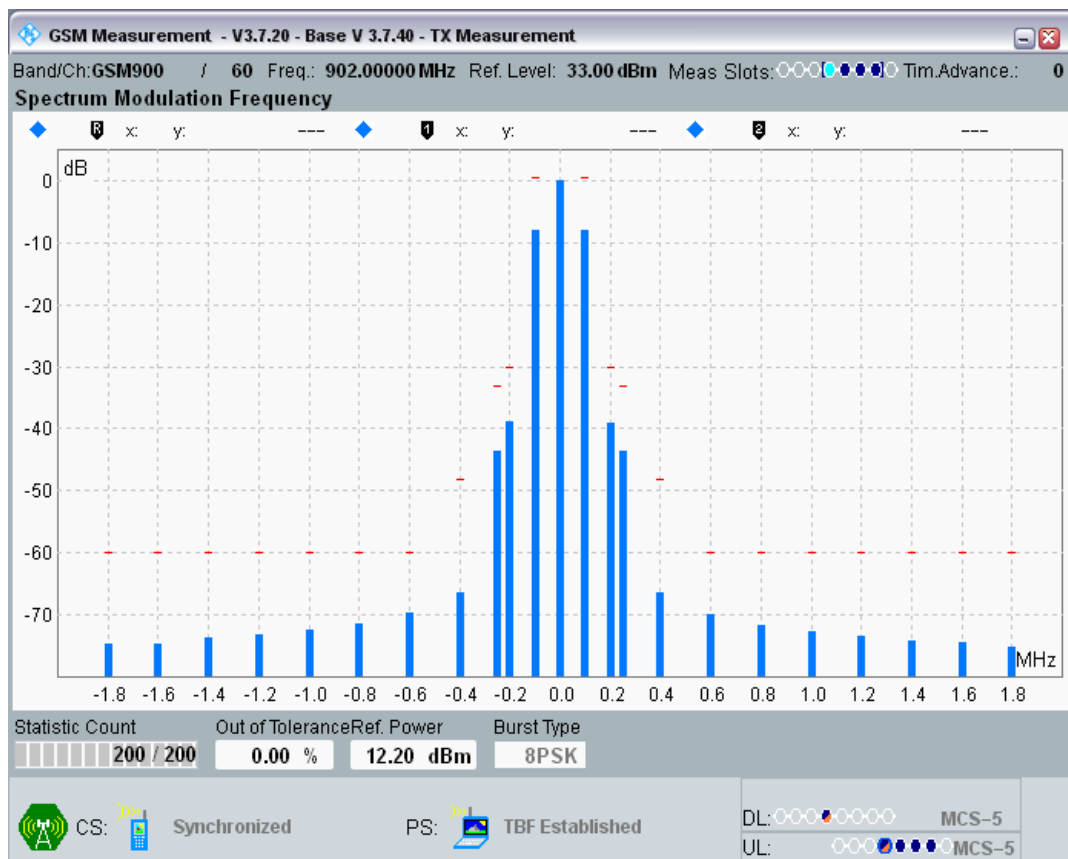 GSM Measurement - V3.7.20 - Base V 3.7.40 - TX Measurement
Band/Ch:GSM900 / 60 Freq.: 902.00000 MHz Ref. Level: 33.00 dBm Meas Slots: Tim.Advance.: 0
Spectrum Modulation Frequency
R x: y: --- 1 x: y: --- 2 x: y: ---
dB
0
-10
-20
-30
-40
-50
-60
-70
MHz
-1.8 -1.6 -1.4 -1.2 -1.0 -0.8 -0.6 -0.4 -0.2 0.0 0.2 0.4 0.6 0.8 1.0 1.2 1.4 1.6 1.8
Statistic Count Out of Tolerance Ref. Power Burst Type
200 / 200 0.00 % 12.20 dBm 8PSK
CS: Synchronized PS: TBF Established
DL: MCS-5
UL: MCS-5